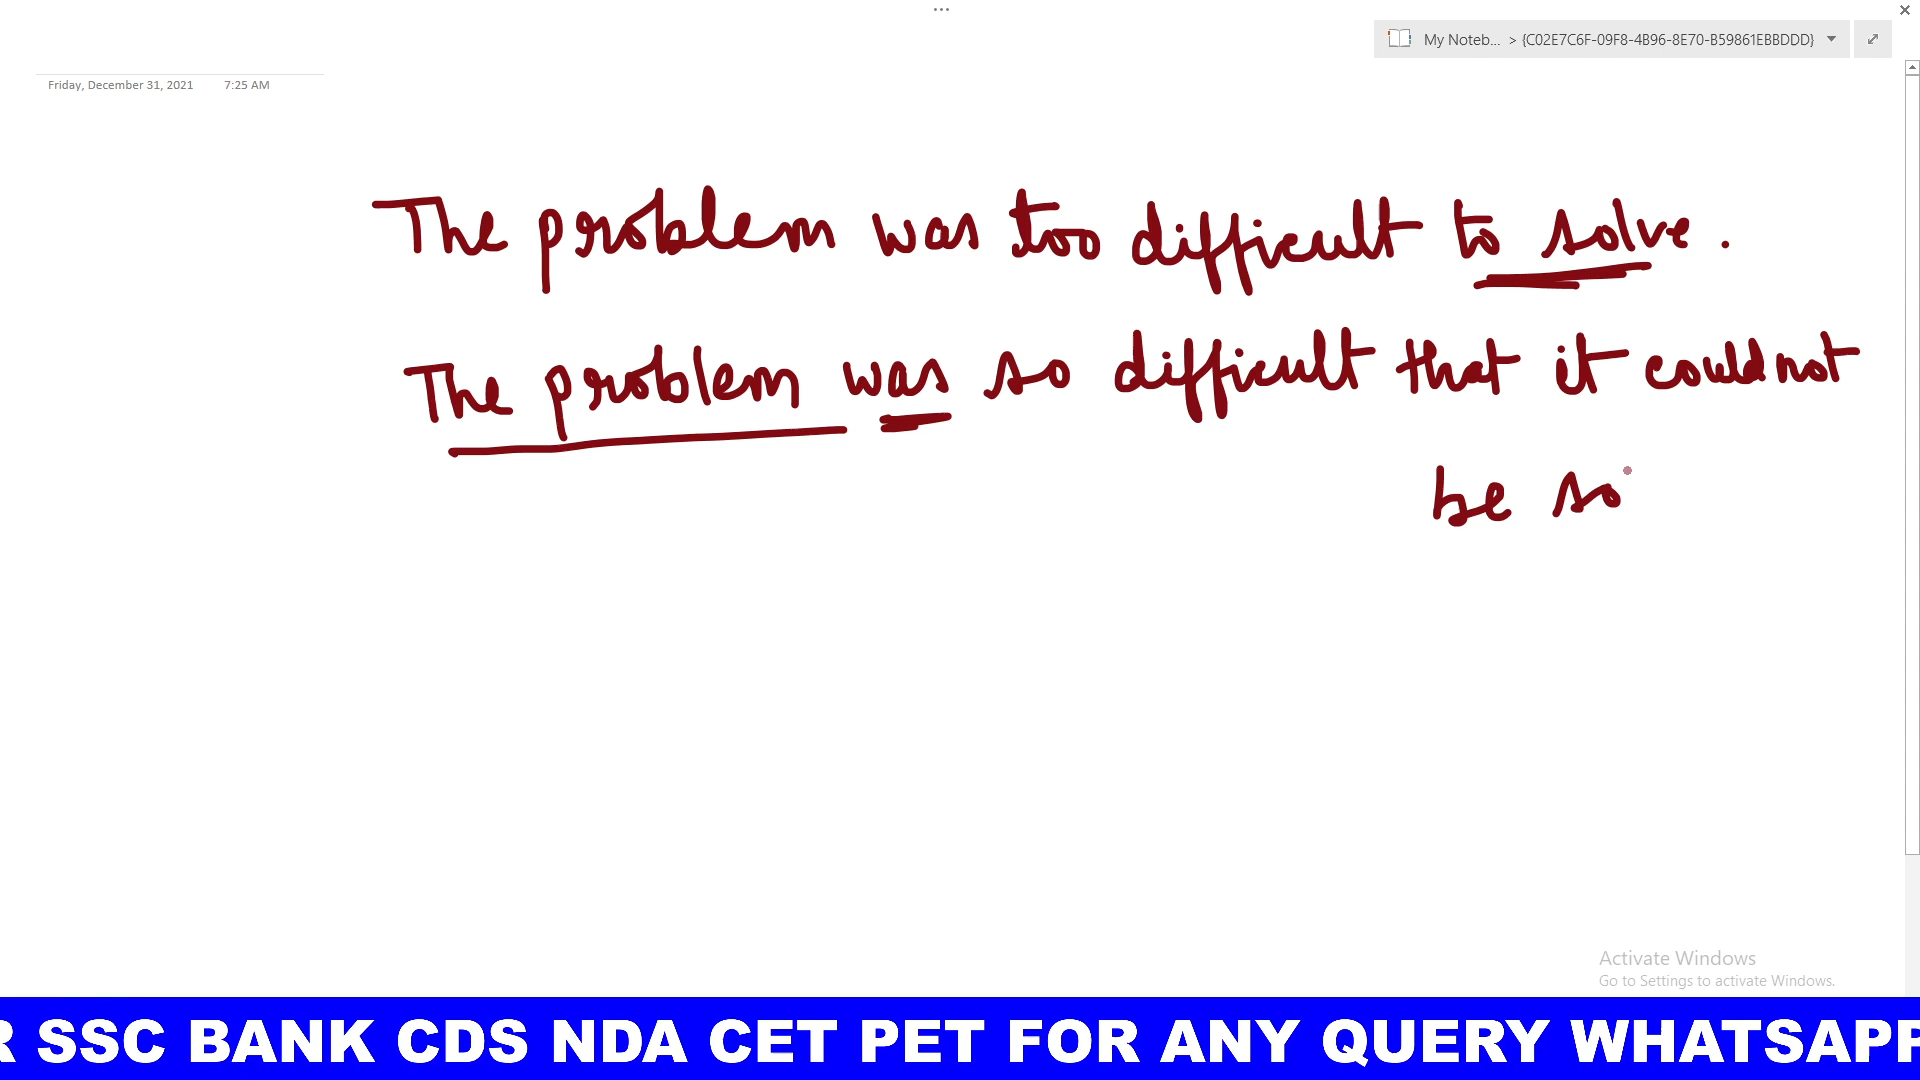 ...
My Noteb... > {C02E7C6F-09F8-4B96-8E70-B59861EBBDDD}
Friday, December 31, 2021 7:25 AM
The problem was too difficult to solve.
The problem was so difficult that it could not
be so
Activate Windows
Go to Settings to activate Windows.
R SSC BANK CDS NDA CET PET FOR ANY QUERY WHATSAPP